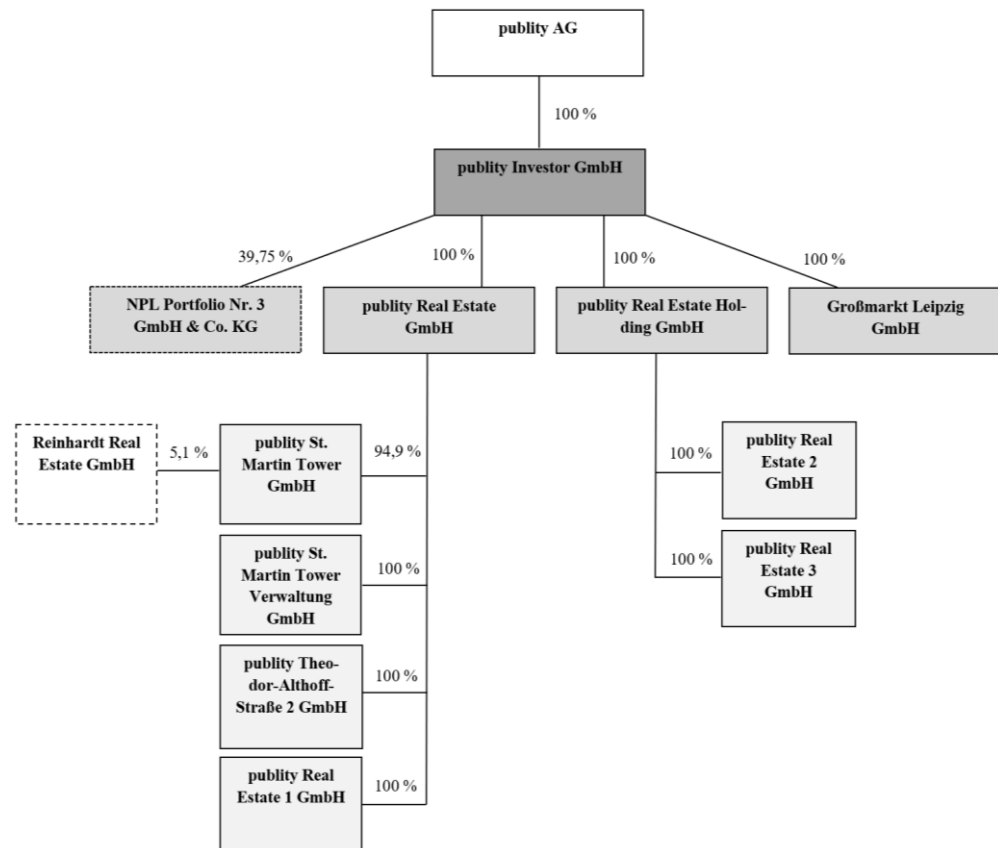 publity AG
100 %
publity Investor GmbH
39,75 %
100 %
100 %
100 %
NPL Portfolio Nr. 3
GmbH & Co. KG
publity Real Estate
GmbH
publity Real Estate Hol-
ding GmbH
Großmarkt Leipzig
GmbH
Reinhardt Real
Estate GmbH
5,1 %
publity St.
Martin Tower
GmbH
94,9 %
100 %
publity Real
Estate 2
GmbH
publity St.
Martin Tower
Verwaltung
GmbH
100 %
100 %
publity Real
Estate 3
GmbH
publity Theo-
dor-Althoff-
Straße 2 GmbH
100 %
publity Real
Estate 1 GmbH
100 %